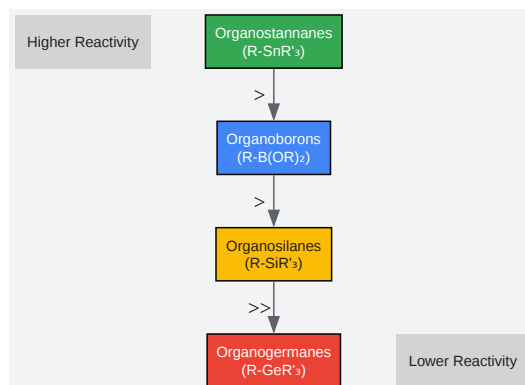 Higher Reactivity
Organostannanes
(R-SnR'₃)
>
Organoborons
(R-B(OR)₂)
>
Organosilanes
(R-SiR'₃)
>>
Organogermanes
(R-GeR'₃)
Lower Reactivity